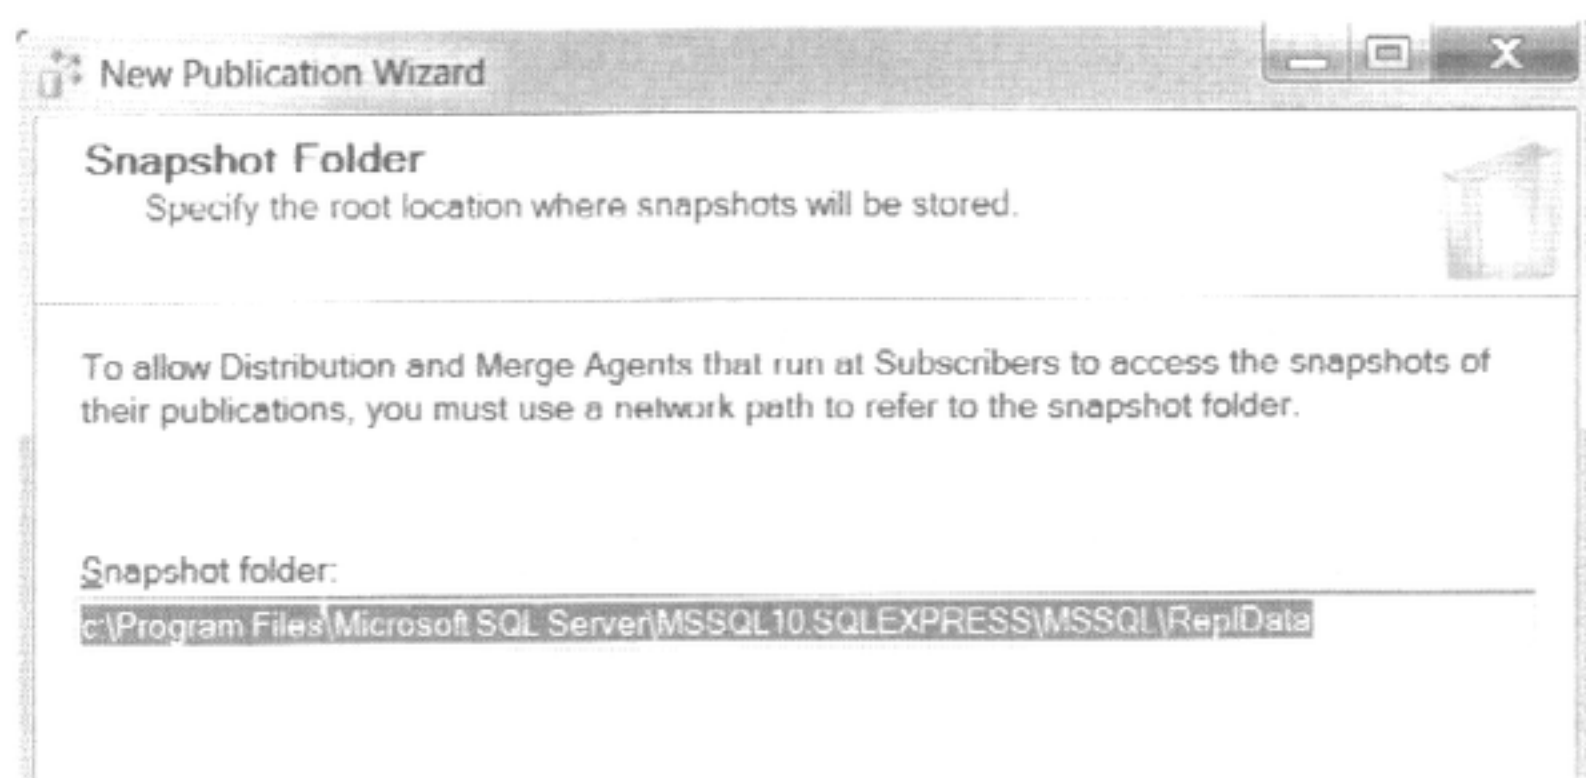 New Publication Wizard
Snapshot Folder
Specify the root location where snapshots will be stored.
To allow Distribution and Merge Agents that run at Subscribers to access the snapshots of
their publications, you must use a network path to refer to the snapshot folder.
Snapshot folder:
c:\Program Files\Microsoft SQL Server\MSSQL10.SQLEXPRESS\MSSQL\ReplData